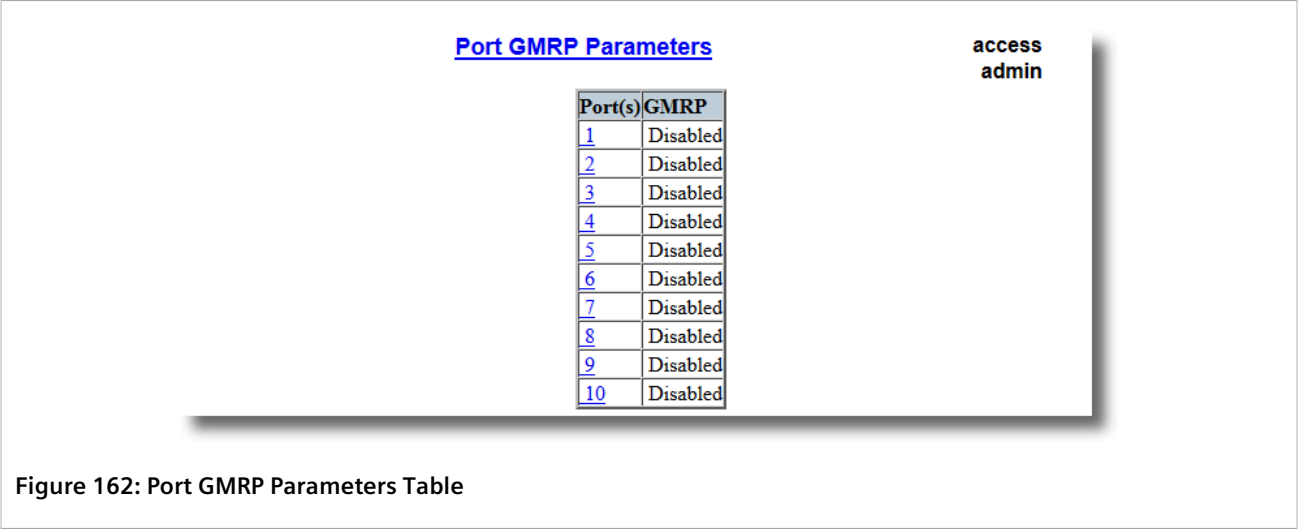 Port GMRP Parameters
access
admin
Port(s) GMRP
1 Disabled
2 Disabled
3 Disabled
4 Disabled
5 Disabled
6 Disabled
7 Disabled
8 Disabled
9 Disabled
10 Disabled
Figure 162: Port GMRP Parameters Table